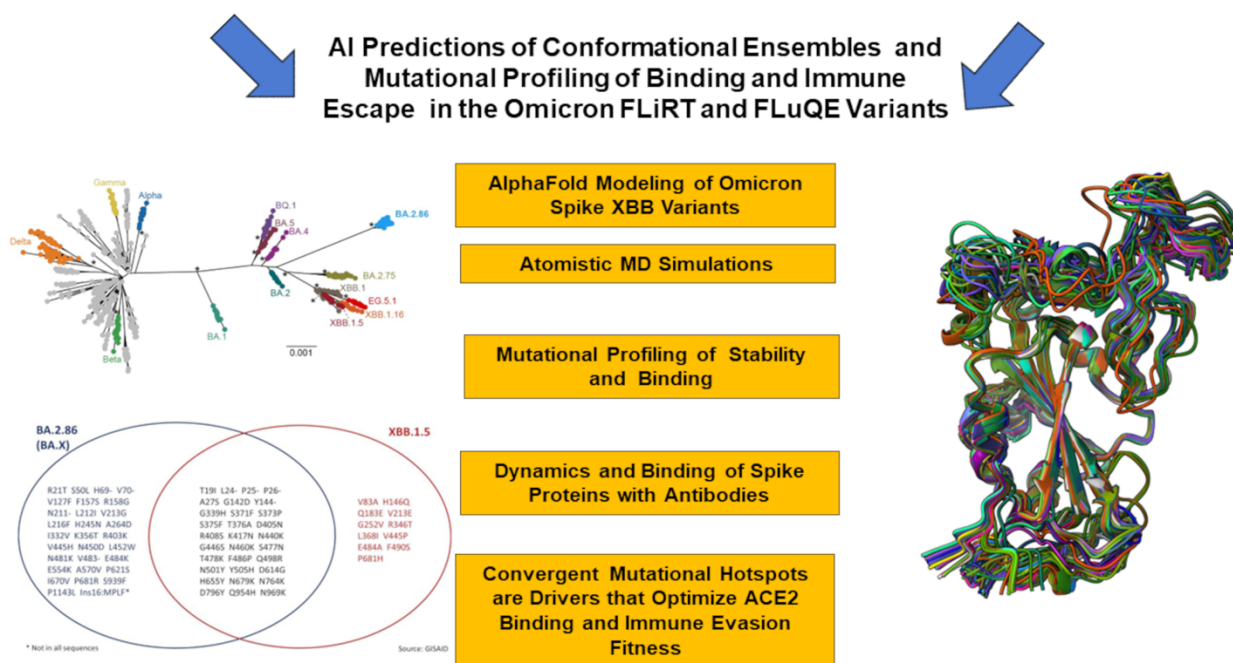 AI Predictions of Conformational Ensembles and
Mutational Profiling of Binding and Immune
Escape in the Omicron FLiRT and FLuQE Variants
Gamma
Alpha
Delta
Beta
BQ.1
BA.5
BA.4
BA.2.86
BA.2.75
BA.2
XBB.1
EG.5.1
XBB.1.16
XBB.1.5
BA.1
0.001
BA.2.86
(BA.X)
XBB.1.5
R21T S50L H69- V70-
V127F F157S R158G
N211- L212I V213G
L216F H245N A264D
I332V K356T R403K
V445H N450D L452W
N481K V483- E484K
E554K A570V P621S
I670V P681R S939F
P1143L Ins16:MPLF*
T19I L24- P25- P26-
A27S G142D Y144-
G339H S371F S373P
S375F T376A D405N
R408S K417N N440K
G446S N460K S477N
T478K F486P Q498R
N501Y Y505H D614G
H655Y N679K N764K
D796Y Q954H N969K
V83A H146Q
Q183E V213E
G252V R346T
L368I V445P
E484A F490S
P681H
* Not in all sequences
Source: GISAID
AlphaFold Modeling of Omicron
Spike XBB Variants
Atomistic MD Simulations
Mutational Profiling of Stability
and Binding
Dynamics and Binding of Spike
Proteins with Antibodies
Convergent Mutational Hotspots
are Drivers that Optimize ACE2
Binding and Immune Evasion
Fitness